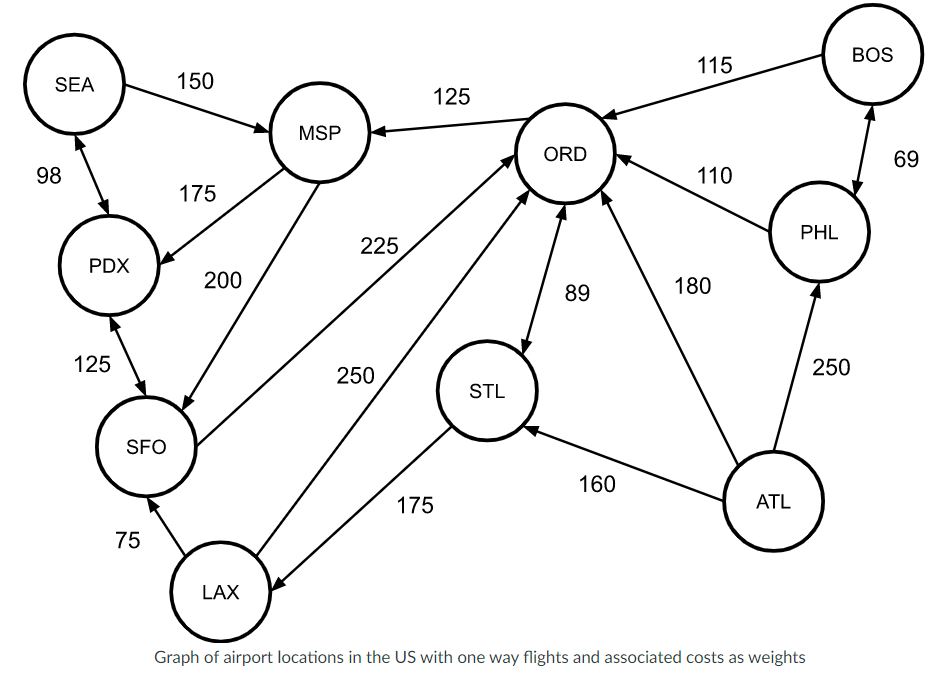 BOS
115
SEA
150
125
MSP
ORD
69
98
175
110
PHL
225
PDX
200
89
180
125
250
250
STL
SFO
160
ATL
175
75
LAX
Graph of airport locations in the US with one way flights and associated costs as weights